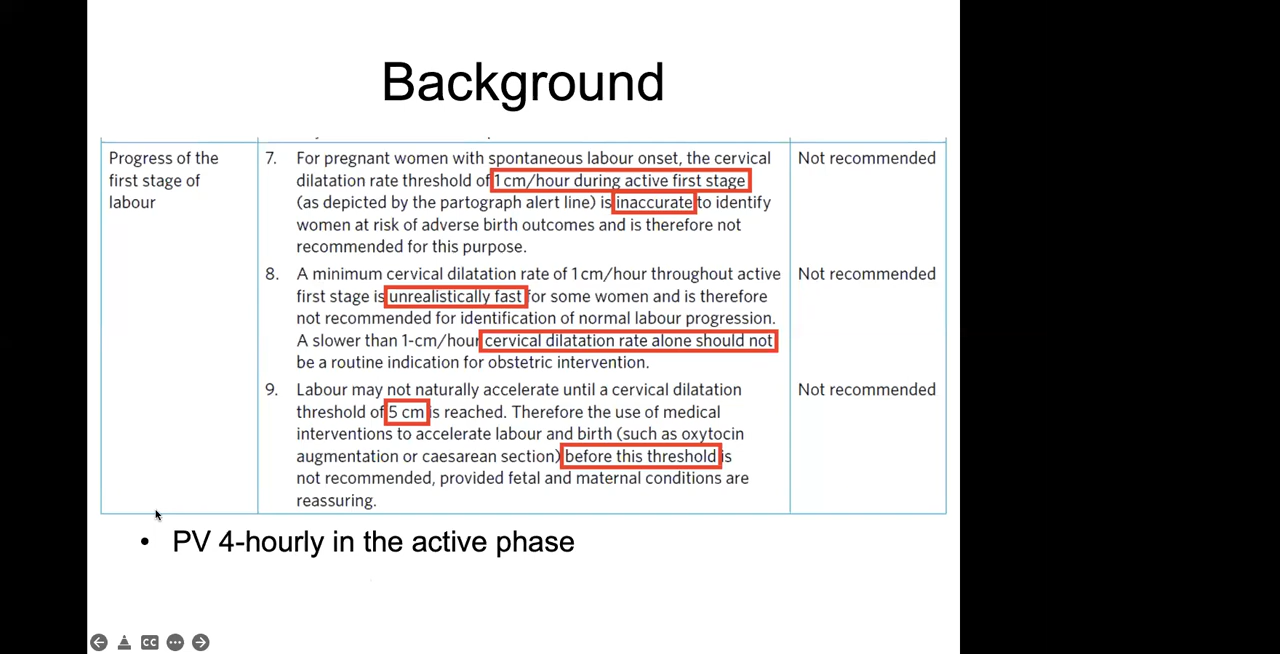 Background
Progress of the
first stage of
labour
7. For pregnant women with spontaneous labour onset, the cervical
dilatation rate threshold of 1 cm/hour during active first stage
(as depicted by the partograph alert line) is inaccurate to identify
women at risk of adverse birth outcomes and is therefore not
recommended for this purpose.
Not recommended
8. A minimum cervical dilatation rate of 1 cm/hour throughout active
first stage is unrealistically fast for some women and is therefore
not recommended for identification of normal labour progression.
A slower than 1-cm/hour cervical dilatation rate alone should not
be a routine indication for obstetric intervention.
Not recommended
9. Labour may not naturally accelerate until a cervical dilatation
threshold of 5 cm is reached. Therefore the use of medical
interventions to accelerate labour and birth (such as oxytocin
augmentation or caesarean section) before this threshold is
not recommended, provided fetal and maternal conditions are
reassuring.
Not recommended
• PV 4-hourly in the active phase
CC